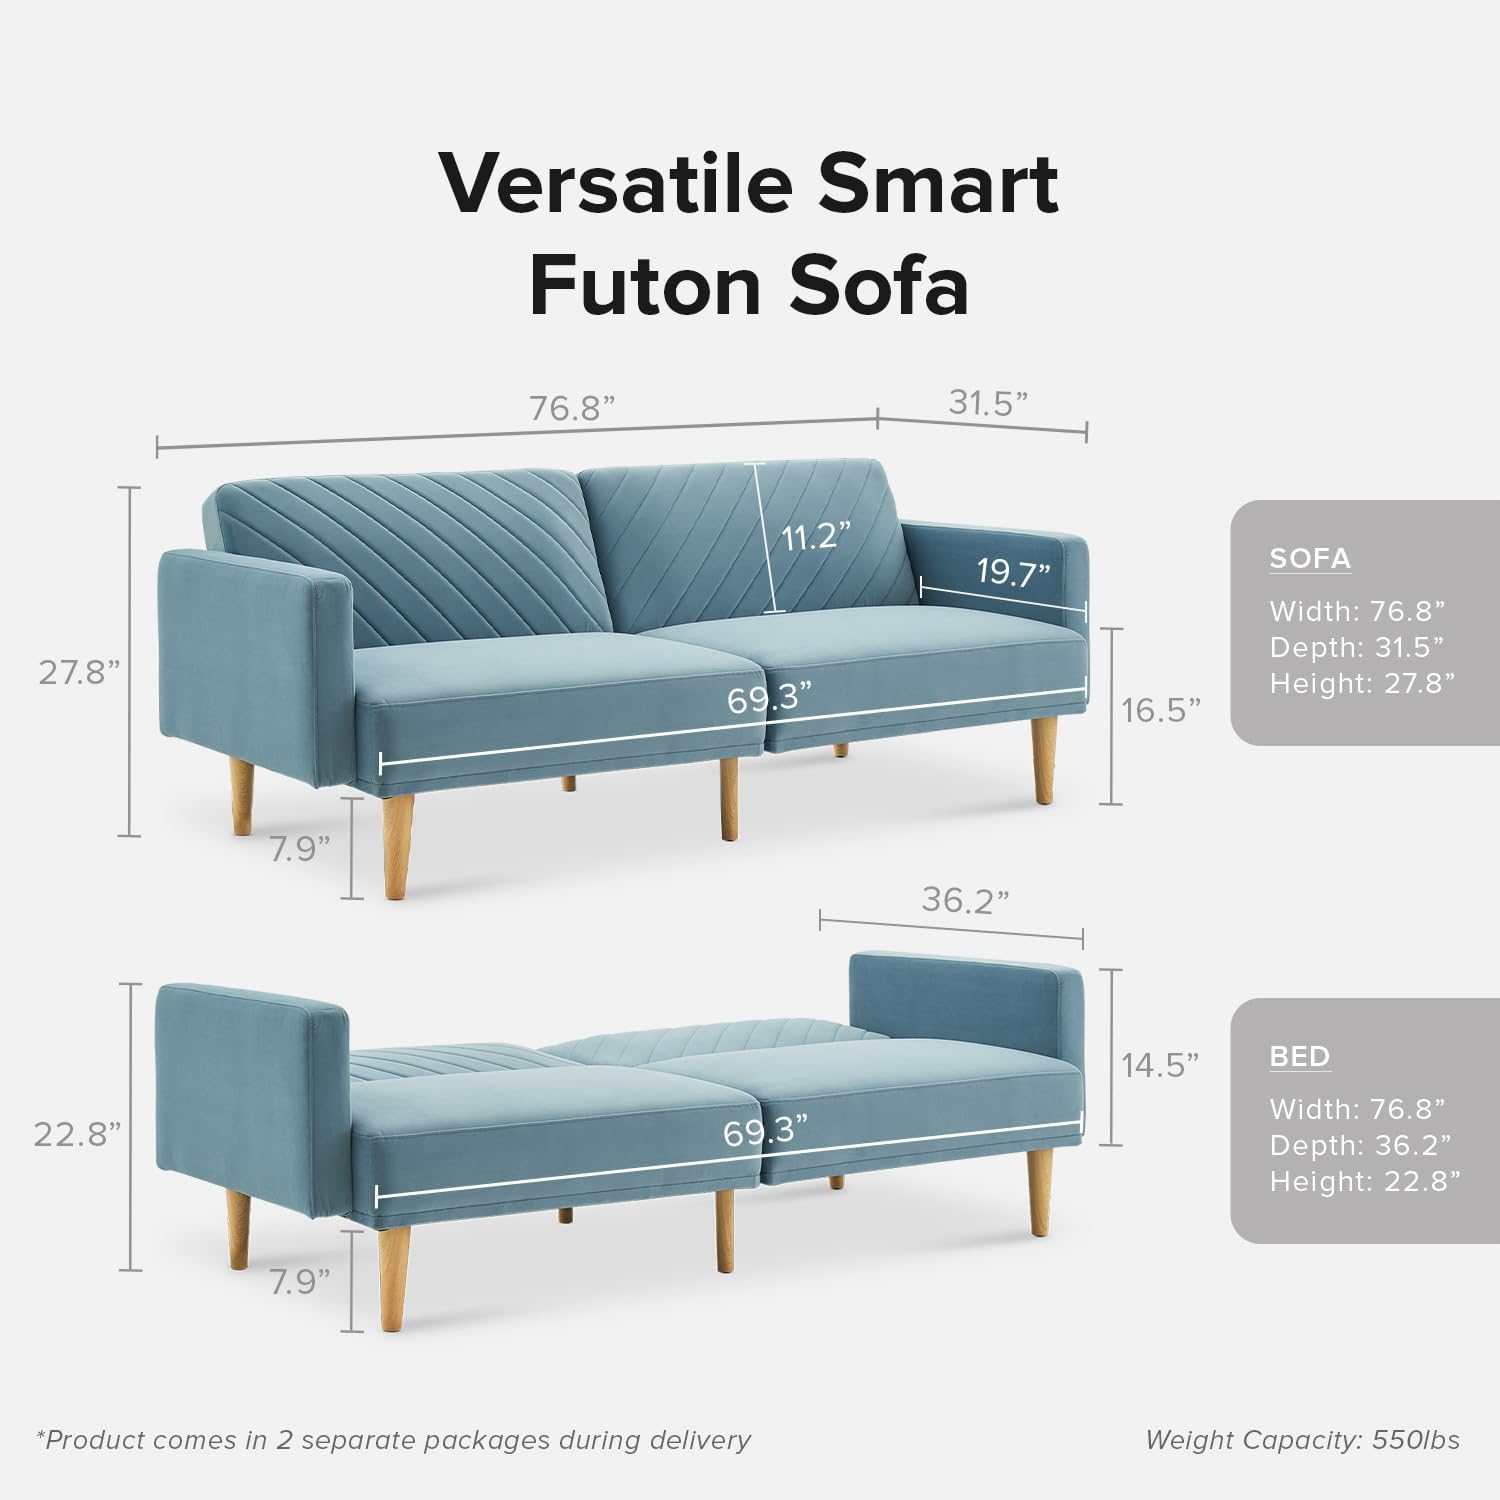 Versatile Smart
Futon Sofa
76.8”
31.5”
11.2”
19.7”
27.8”
69.3”
16.5”
7.9”
SOFA
Width: 76.8”
Depth: 31.5”
Height: 27.8”
36.2”
14.5”
22.8”
69.3”
7.9”
BED
Width: 76.8”
Depth: 36.2”
Height: 22.8”
*Product comes in 2 separate packages during delivery
Weight Capacity: 550lbs